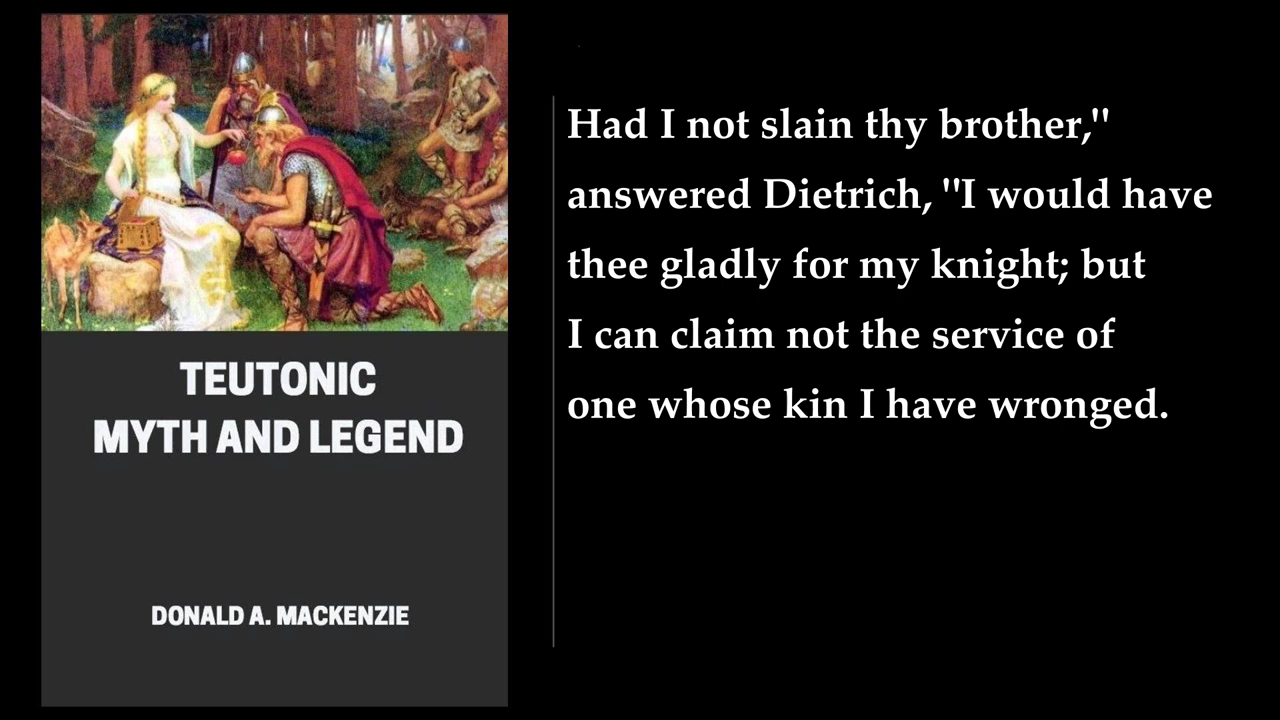 TEUTONIC
MYTH AND LEGEND
DONALD A. MACKENZIE
Had I not slain thy brother,"
answered Dietrich, "I would have
thee gladly for my knight; but
I can claim not the service of
one whose kin I have wronged.